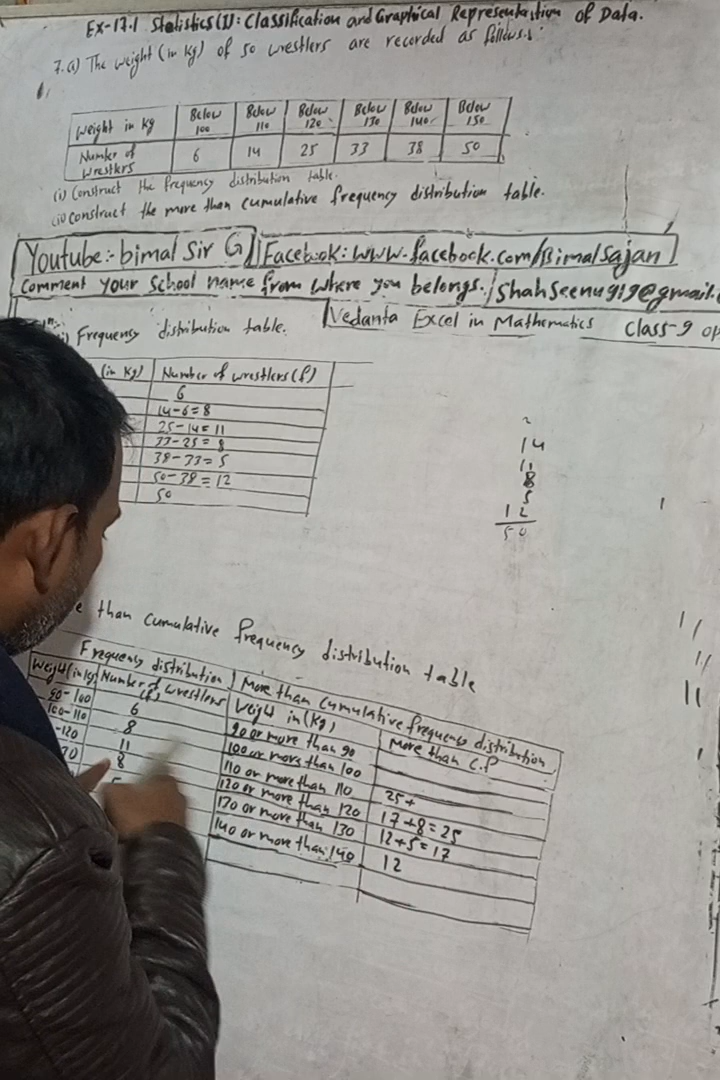 Ex-17.1 Statistics(I): Classification and Graphical Representation of Data.
7.a) The weight (in kg) of 50 wrestlers are recorded as follows:
Weight in kg Below 100 Below 110 Below 120 Below 130 Below 140 Below 150
Number of wrestlers 6 14 25 33 38 50
(i) Construct the frequency distribution table.
(ii) construct the more than cumulative frequency distribution table.
Youtube:- bimal Sir G Facebook: www.facebook.com/Bimalsajan
Comment your School name from where you belongs. shahseenu919@gmail.
Vedanta Excel in Mathematics Class-9 op
i) Frequency distribution table.
(in kg) Number of wrestlers (f)
6
14-6=8
25-14=11
33-25=8
38-33=5
50-38=12
50
14
11
8
5
12
50
than cumulative frequency distribution table
Frequency distribution More than cumulative frequency distribution
Weight (in kg) Number of wrestlers (f) Weight in (kg) More than C.F
90-100 6 90 or more than 90
100-110 8 100 or more than 100
-120 11 110 or more than 110 25+
30 8 120 or more than 120 17+8=25
5 130 or more than 130 12+5=17
140 or more than 140 12